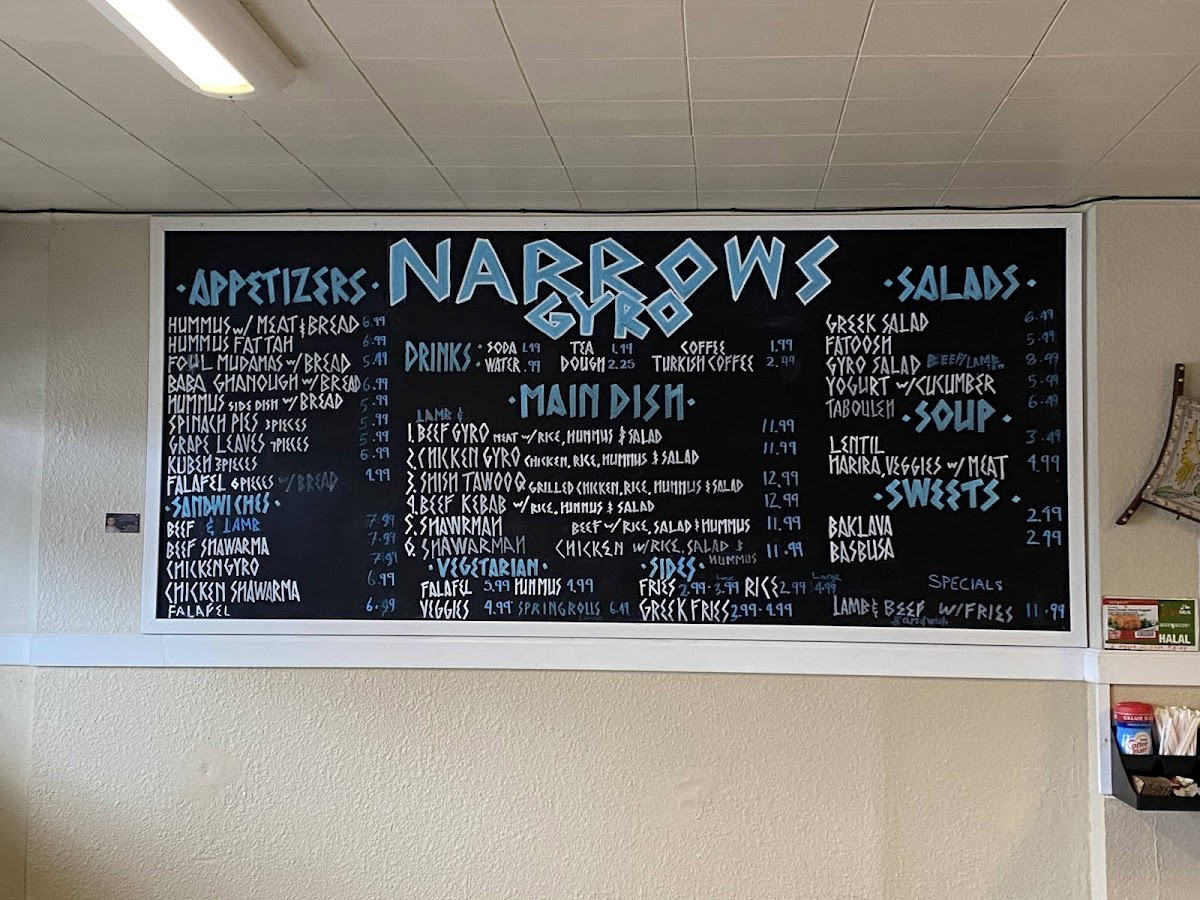 NARROWS
GYRO
·APPETIZERS·
HUMMUS w/ MEAT & BREAD 6.99
HUMMUS FATTAH 6.99
FOUL MUDAMAS w/ BREAD 5.49
BABA GHANOUGH w/ BREAD 6.99
HUMMUS SIDE DISH w/ BREAD 5.99
SPINACH PIES 3PIECES 5.99
GRAPE LEAVES 7PIECES 5.99
KUBEH 3PIECES 6.99
FALAFEL 6PIECES w/ BREAD 4.99
·SANDWICHES·
BEEF & LAMB 7.99
BEEF SHAWARMA 7.99
CHICKEN GYRO 7.99
CHICKEN SHAWARMA 6.99
FALAFEL 6.99
DRINKS: SODA 1.49 TEA 1.49 COFFEE 1.99
WATER .99 DOUGH 2.25 TURKISH COFFEE 2.49
·MAIN DISH·
LAMB &
1. BEEF GYRO MEAT w/ RICE, HUMMUS & SALAD 11.99
2. CHICKEN GYRO CHICKEN, RICE, HUMMUS & SALAD 11.99
3. SHISH TAWOOQ GRILLED CHICKEN, RICE, HUMMUS & SALAD 12.99
4. BEEF KEBAB w/ RICE, HUMMUS & SALAD 12.99
5. SHAWRMAH BEEF w/ RICE, SALAD & HUMMUS 11.99
6. SHAWARMAH CHICKEN W/ RICE, SALAD & HUMMUS 11.99
·VEGETARIAN·
FALAFEL 5.99 HUMMUS 4.99
VEGGIES 4.99 SPRINGROLLS 6.49
·SIDES·
FRIES 2.99 - 3.99 RICE 2.99 Large 4.99
GREEK FRIES 3.99 - 4.99
·SALADS·
GREEK SALAD 6.49
FATOOSH 5.49
GYRO SALAD BEEF/LAMB 8.99
YOGURT w/ CUCUMBER 5.99
TABOULEH 6.49
·SOUP·
LENTIL 3.49
HARIRA, VEGGIES w/ MEAT 4.99
·SWEETS·
BAKLAVA 2.49
BASBUSA 2.99
SPECIALS
LAMB & BEEF W/ FRIES 11.99
Sandwich
HALAL
VALUE SIZE
Coffee mate